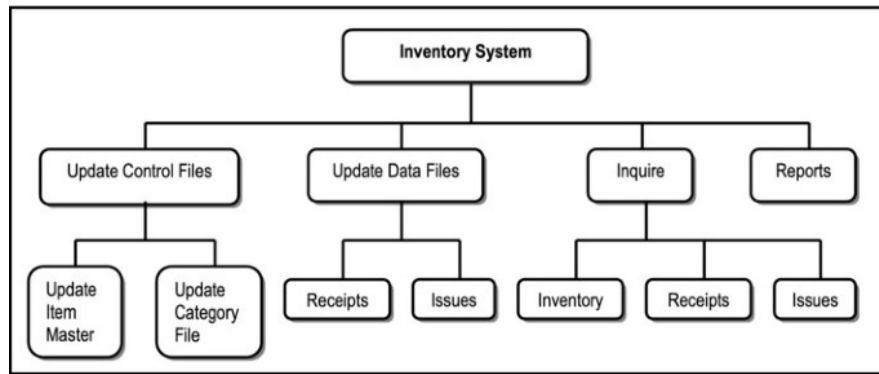 Inventory System
Update Control Files
Update Data Files
Inquire
Reports
Update
Item
Master
Update
Category
File
Receipts
Issues
Inventory
Receipts
Issues